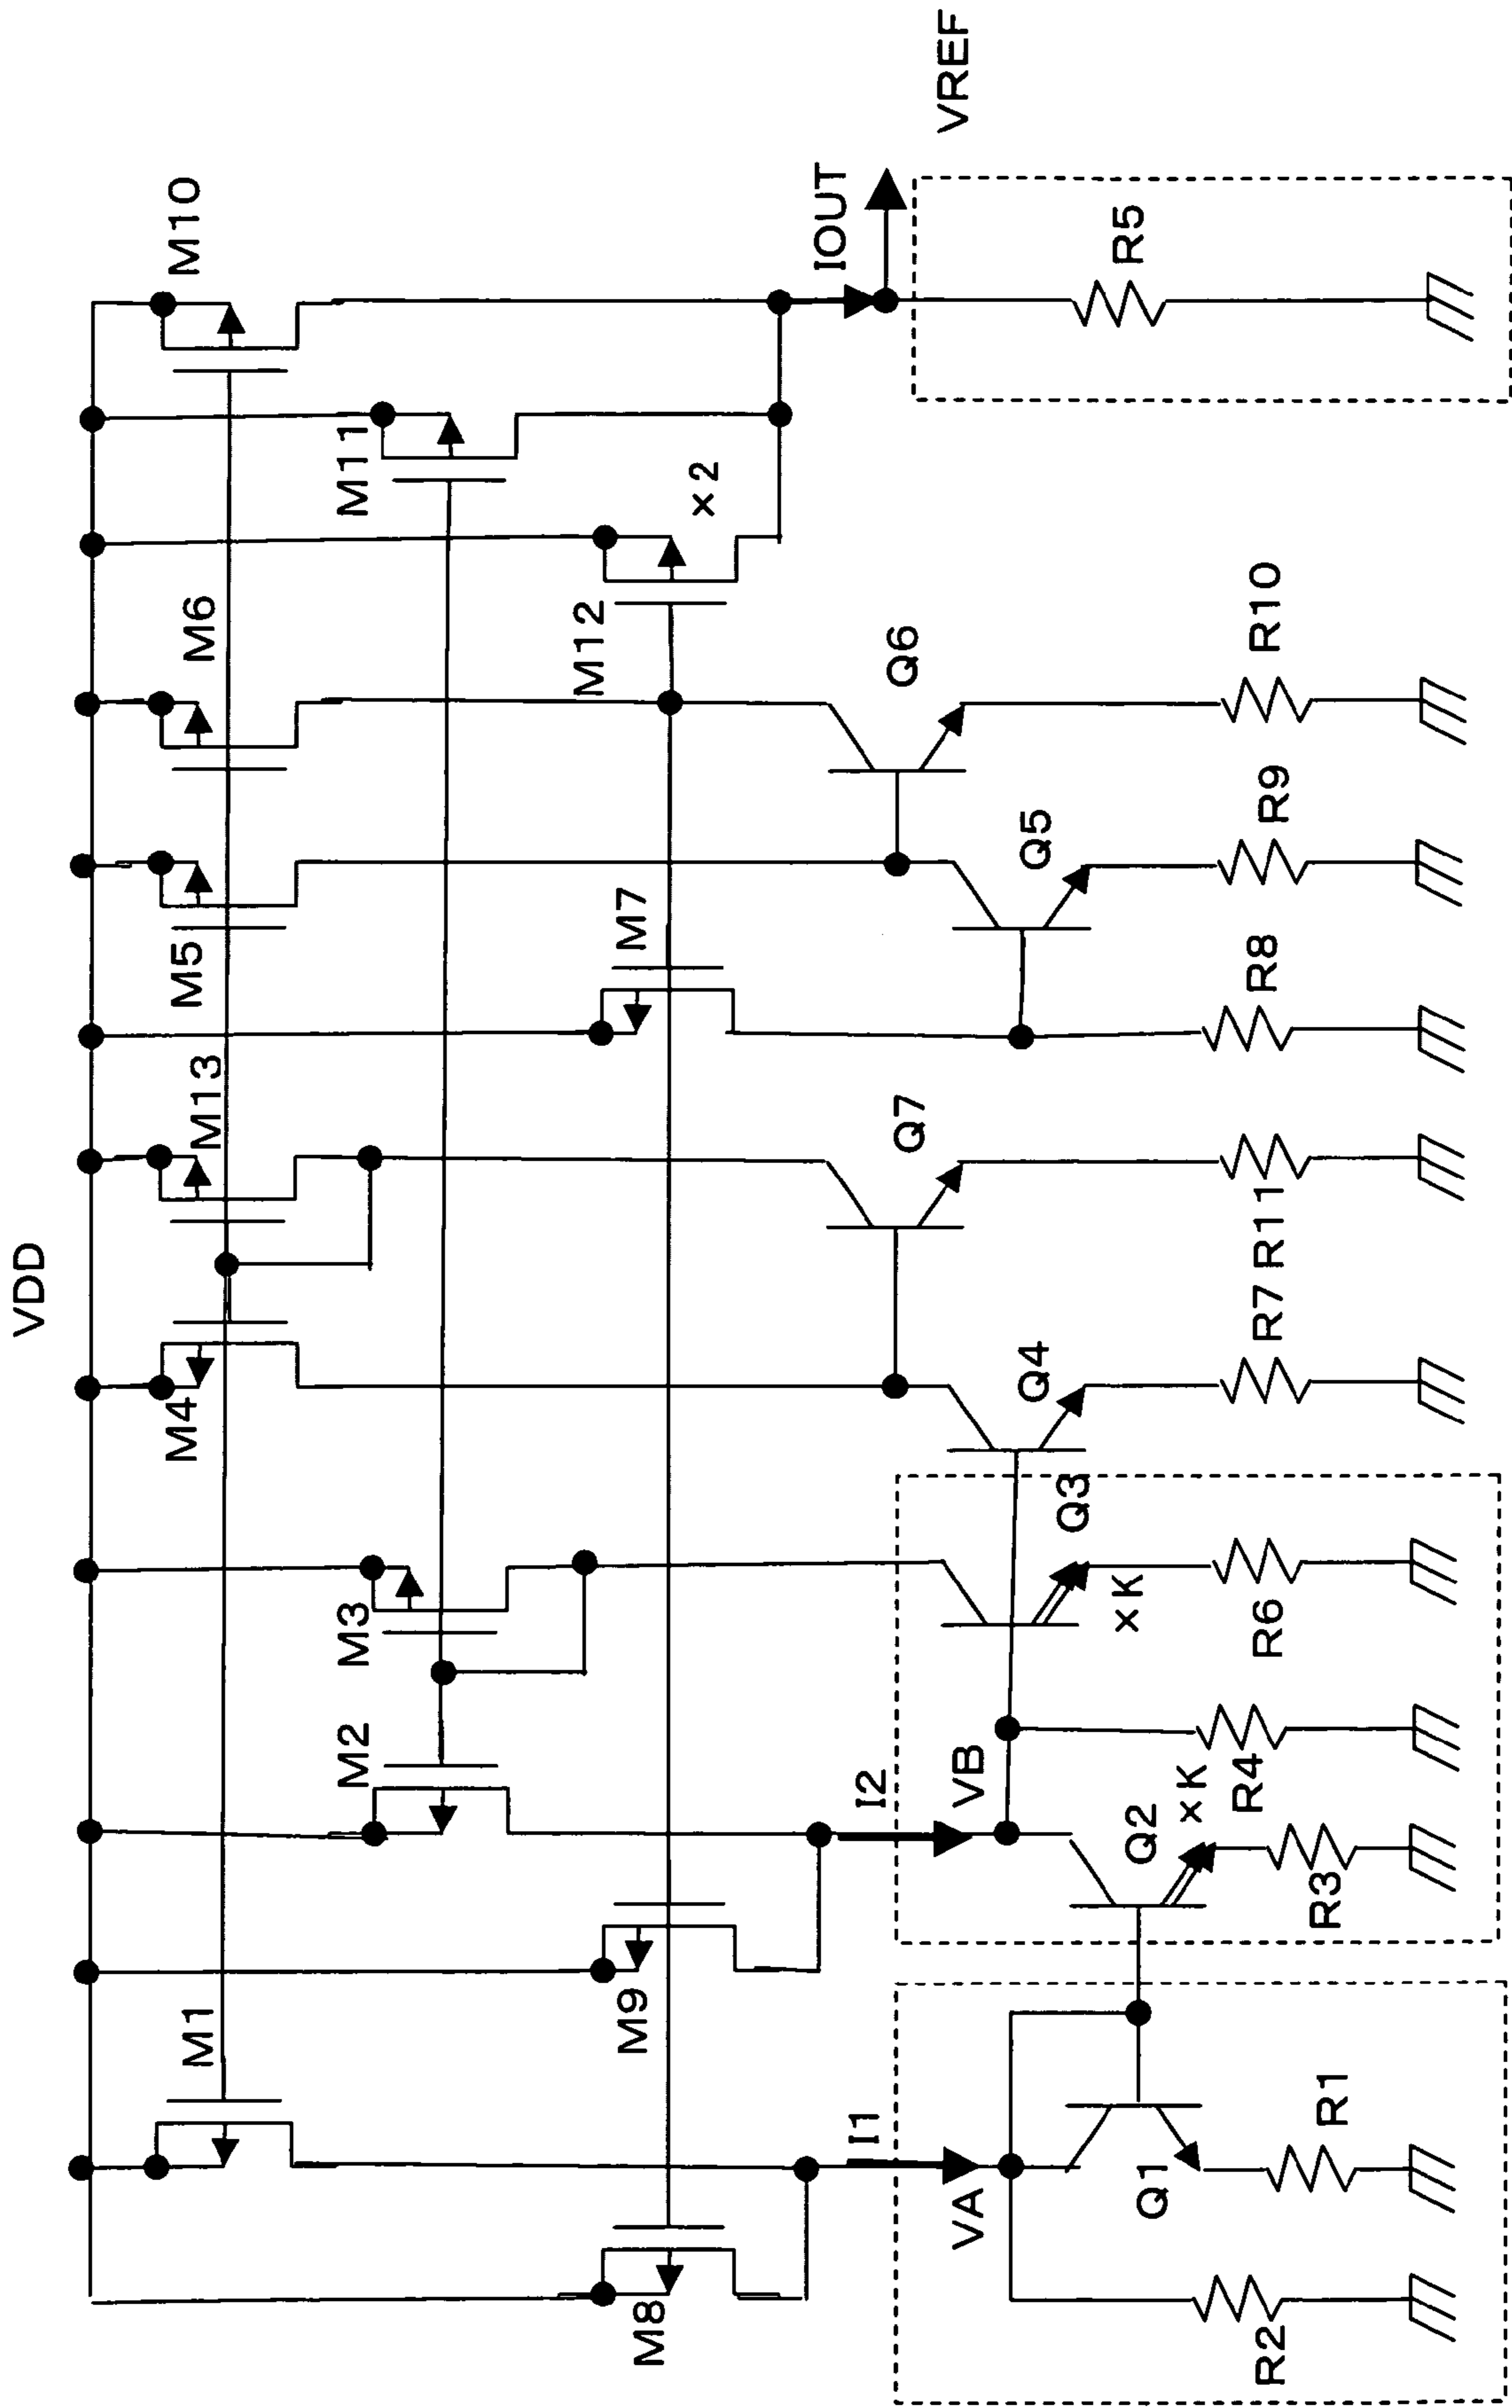 VDD
M10
M6
M13
M5
M4
M1
M11
M3
M2
×2
M12
M7
M9
M8
IOUT
VREF
I2
I1
Q6
Q7
Q5
Q4
Q3
VB
VA
×K
Q2
×K
Q1
R5
R10
R9
R8
R11
R7
R6
R4
R3
R1
R2